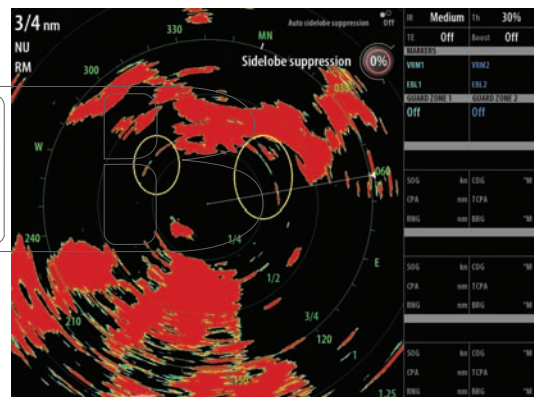 3/4 nm
NU
RM
Auto sidelobe suppression Off
Sidelobe suppression 0%
330
MN
300
030
W
060
240
E
210
120
150
1/4
1/2
3/4
1
1.25
IR Medium Th 30%
TE Off Boost Off
MARKERS
VRM1 VRM2
EBL1 EBL2
GUARD ZONE 1 GUARD ZONE 2
Off Off
SOG kn COG °M
CPA nm TCPA
RNG nm BRG °M
SOG kn COG °M
CPA nm TCPA
RNG nm BRG °M
SOG kn COG °M
CPA nm TCPA
RNG nm BRG °M